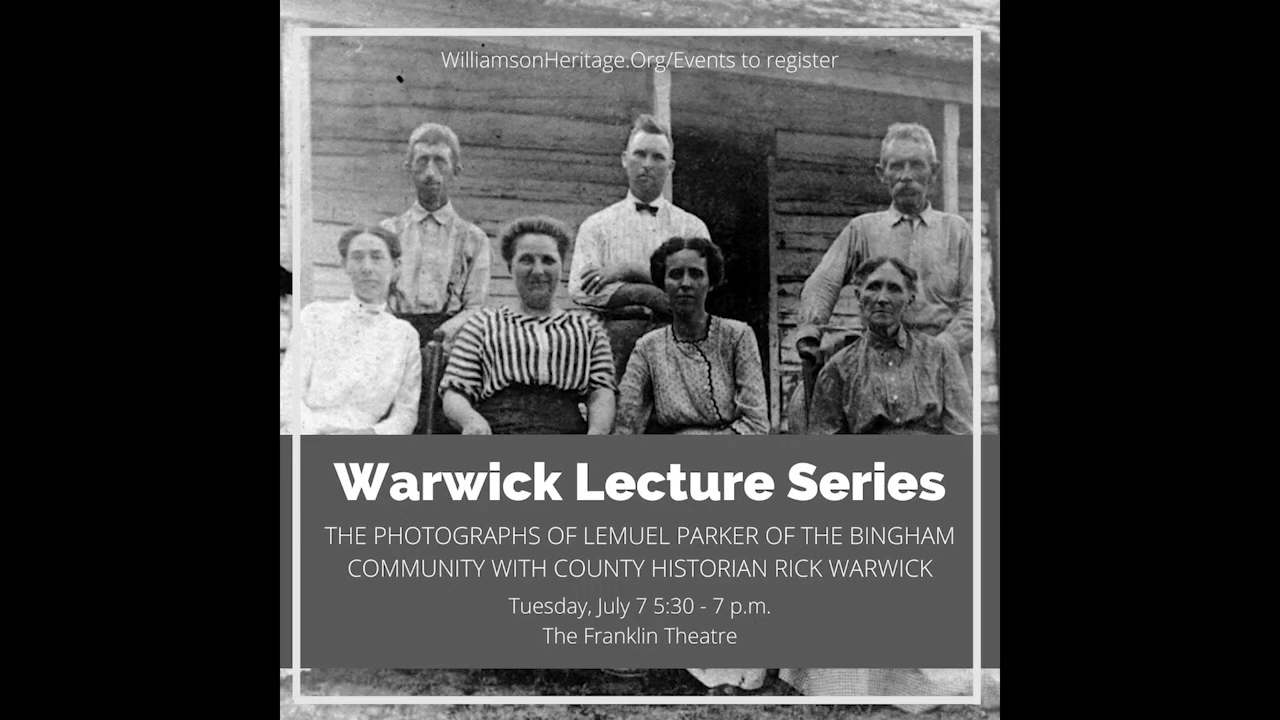 WilliamsonHeritage.Org/Events to register
Warwick Lecture Series
THE PHOTOGRAPHS OF LEMUEL PARKER OF THE BINGHAM
COMMUNITY WITH COUNTY HISTORIAN RICK WARWICK
Tuesday, July 7 5:30 - 7 p.m.
The Franklin Theatre